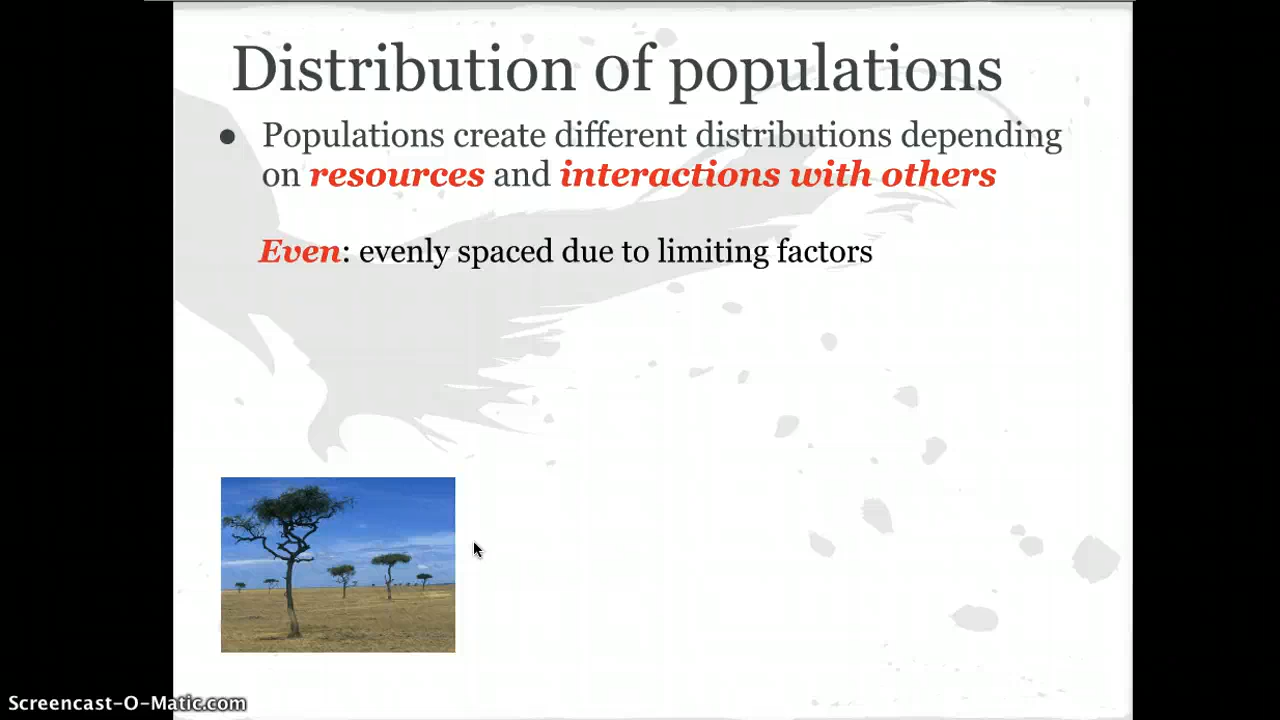 Distribution of populations
● Populations create different distributions depending
on resources and interactions with others
Even: evenly spaced due to limiting factors
Screencast-O-Matic.com